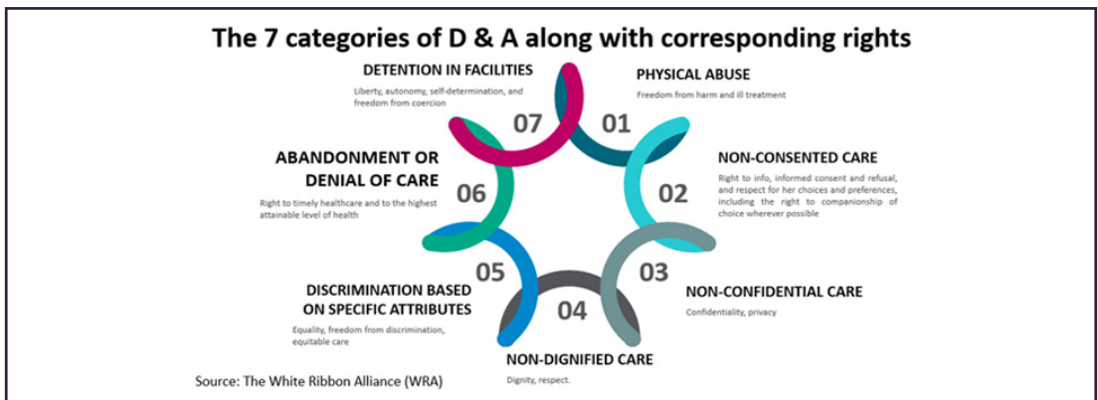 The 7 categories of D & A along with corresponding rights
DETENTION IN FACILITIES
Liberty, autonomy, self-determination, and
freedom from coercion
07
01
PHYSICAL ABUSE
Freedom from harm and ill treatment
02
NON-CONSENTED CARE
Right to info, informed consent and refusal,
and respect for her choices and preferences,
including the right to companionship of
choice wherever possible
03
NON-CONFIDENTIAL CARE
Confidentiality, privacy
04
NON-DIGNIFIED CARE
Dignity, respect.
05
DISCRIMINATION BASED
ON SPECIFIC ATTRIBUTES
Equality, freedom from discrimination,
equitable care
06
ABANDONMENT OR
DENIAL OF CARE
Right to timely healthcare and to the highest
attainable level of health
Source: The White Ribbon Alliance (WRA)